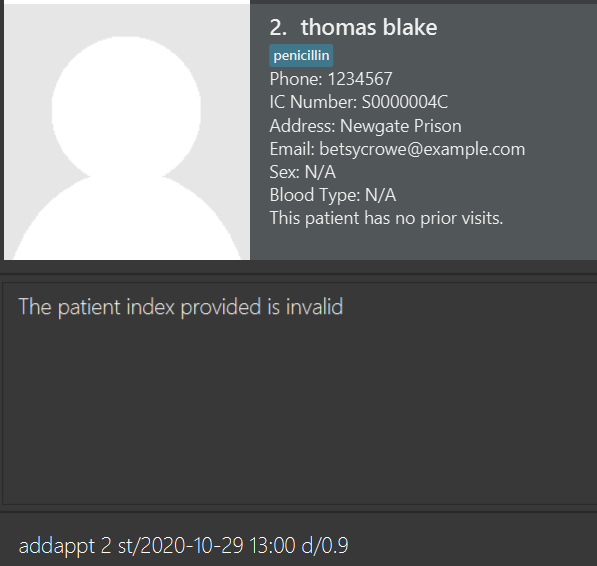 2. thomas blake
penicillin
Phone: 1234567
IC Number: S0000004C
Address: Newgate Prison
Email: betsycrowe@example.com
Sex: N/A
Blood Type: N/A
This patient has no prior visits.
The patient index provided is invalid
addappt 2 st/2020-10-29 13:00 d/0.9